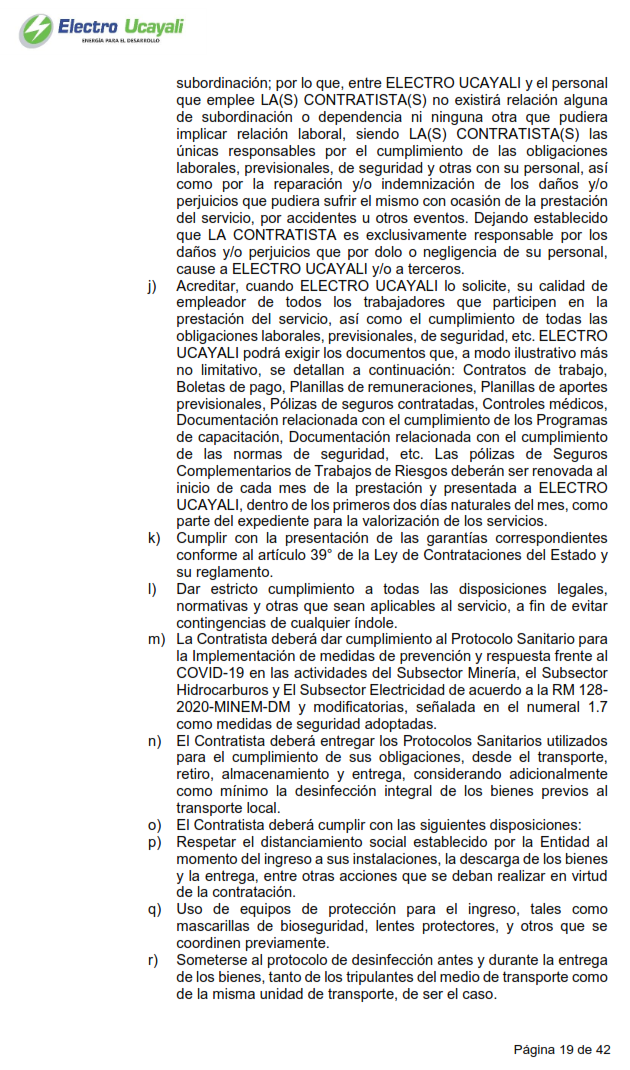 Electro Ucayali
ENERGÍA PARA EL DESARROLLO
subordinación; por lo que, entre ELECTRO UCAYALI y el personal
que emplee LA(S) CONTRATISTA(S) no existirá relación alguna
de subordinación o dependencia ni ninguna otra que pudiera
implicar relación laboral, siendo LA(S) CONTRATISTA(S) las
únicas responsables por el cumplimiento de las obligaciones
laborales, previsionales, de seguridad y otras con su personal, así
como por la reparación y/o indemnización de los daños y/o
perjuicios que pudiera sufrir el mismo con ocasión de la prestación
del servicio, por accidentes u otros eventos. Dejando establecido
que LA CONTRATISTA es exclusivamente responsable por los
daños y/o perjuicios que por dolo o negligencia de su personal,
cause a ELECTRO UCAYALI y/o a terceros.
j) Acreditar, cuando ELECTRO UCAYALI lo solicite, su calidad de
empleador de todos los trabajadores que participen en la
prestación del servicio, así como el cumplimiento de todas las
obligaciones laborales, previsionales, de seguridad, etc. ELECTRO
UCAYALI podrá exigir los documentos que, a modo ilustrativo más
no limitativo, se detallan a continuación: Contratos de trabajo,
Boletas de pago, Planillas de remuneraciones, Planillas de aportes
previsionales, Pólizas de seguros contratadas, Controles médicos,
Documentación relacionada con el cumplimiento de los Programas
de capacitación, Documentación relacionada con el cumplimiento
de las normas de seguridad, etc. Las pólizas de Seguros
Complementarios de Trabajos de Riesgos deberán ser renovada al
inicio de cada mes de la prestación y presentada a ELECTRO
UCAYALI, dentro de los primeros dos días naturales del mes, como
parte del expediente para la valorización de los servicios.
k) Cumplir con la presentación de las garantías correspondientes
conforme al artículo 39° de la Ley de Contrataciones del Estado y
su reglamento.
l) Dar estricto cumplimiento a todas las disposiciones legales,
normativas y otras que sean aplicables al servicio, a fin de evitar
contingencias de cualquier índole.
m) La Contratista deberá dar cumplimiento al Protocolo Sanitario para
la Implementación de medidas de prevención y respuesta frente al
COVID-19 en las actividades del Subsector Minería, el Subsector
Hidrocarburos y El Subsector Electricidad de acuerdo a la RM 128-
2020-MINEM-DM y modificatorias, señalada en el numeral 1.7
como medidas de seguridad adoptadas.
n) El Contratista deberá entregar los Protocolos Sanitarios utilizados
para el cumplimiento de sus obligaciones, desde el transporte,
retiro, almacenamiento y entrega, considerando adicionalmente
como mínimo la desinfección integral de los bienes previos al
transporte local.
o) El Contratista deberá cumplir con las siguientes disposiciones:
p) Respetar el distanciamiento social establecido por la Entidad al
momento del ingreso a sus instalaciones, la descarga de los bienes
y la entrega, entre otras acciones que se deban realizar en virtud
de la contratación.
q) Uso de equipos de protección para el ingreso, tales como
mascarillas de bioseguridad, lentes protectores, y otros que se
coordinen previamente.
r) Someterse al protocolo de desinfección antes y durante la entrega
de los bienes, tanto de los tripulantes del medio de transporte como
de la misma unidad de transporte, de ser el caso.
Página 19 de 42